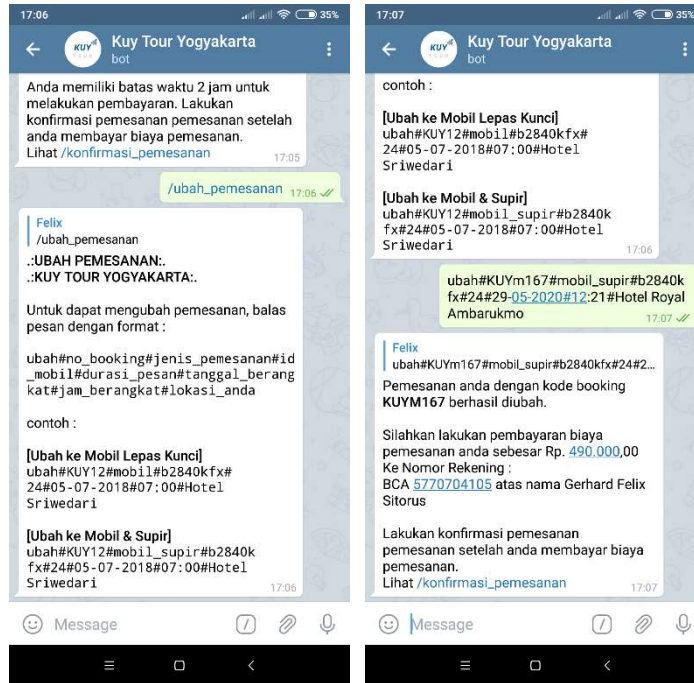 17:06
35%
KUY
TOUR
Kuy Tour Yogyakarta
bot
Anda memiliki batas waktu 2 jam untuk
melakukan pembayaran. Lakukan
konfirmasi pemesanan pemesanan setelah
anda membayar biaya pemesanan.
Lihat /konfirmasi_pemesanan
17:05
/ubah_pemesanan 17:06
Felix
/ubah_pemesanan
.:UBAH PEMESANAN:.
.:KUY TOUR YOGYAKARTA:.
Untuk dapat mengubah pemesanan, balas
pesan dengan format :
ubah#no_booking#jenis_pemesanan#id
_mobil#durasi_pesan#tanggal_berang
kat#jam_berangkat#lokasi_anda
contoh :
[Ubah ke Mobil Lepas Kunci]
ubah#KUY12#mobil#b2840kfx#
24#05-07-2018#07:00#Hotel
Sriwedari
[Ubah ke Mobil & Supir]
ubah#KUY12#mobil_supir#b2840k
fx#24#05-07-2018#07:00#Hotel
Sriwedari
17:06
Message
17:07
35%
KUY
TOUR
Kuy Tour Yogyakarta
bot
contoh :
[Ubah ke Mobil Lepas Kunci]
ubah#KUY12#mobil#b2840kfx#
24#05-07-2018#07:00#Hotel
Sriwedari
[Ubah ke Mobil & Supir]
ubah#KUY12#mobil_supir#b2840k
fx#24#05-07-2018#07:00#Hotel
Sriwedari
17:06
ubah#KUYm167#mobil_supir#b2840k
fx#24#29-05-2020#12:21#Hotel Royal
Ambarukmo
17:07
Felix
ubah#KUYm167#mobil_supir#b2840kfx#24#2...
Pemesanan anda dengan kode booking
KUYM167 berhasil diubah.
Silahkan lakukan pembayaran biaya
pemesanan anda sebesar Rp. 490.000,00
Ke Nomor Rekening :
BCA 5770704105 atas nama Gerhard Felix
Sitorus
Lakukan konfirmasi pemesanan
pemesanan setelah anda membayar biaya
pemesanan.
Lihat /konfirmasi_pemesanan
17:07
Message